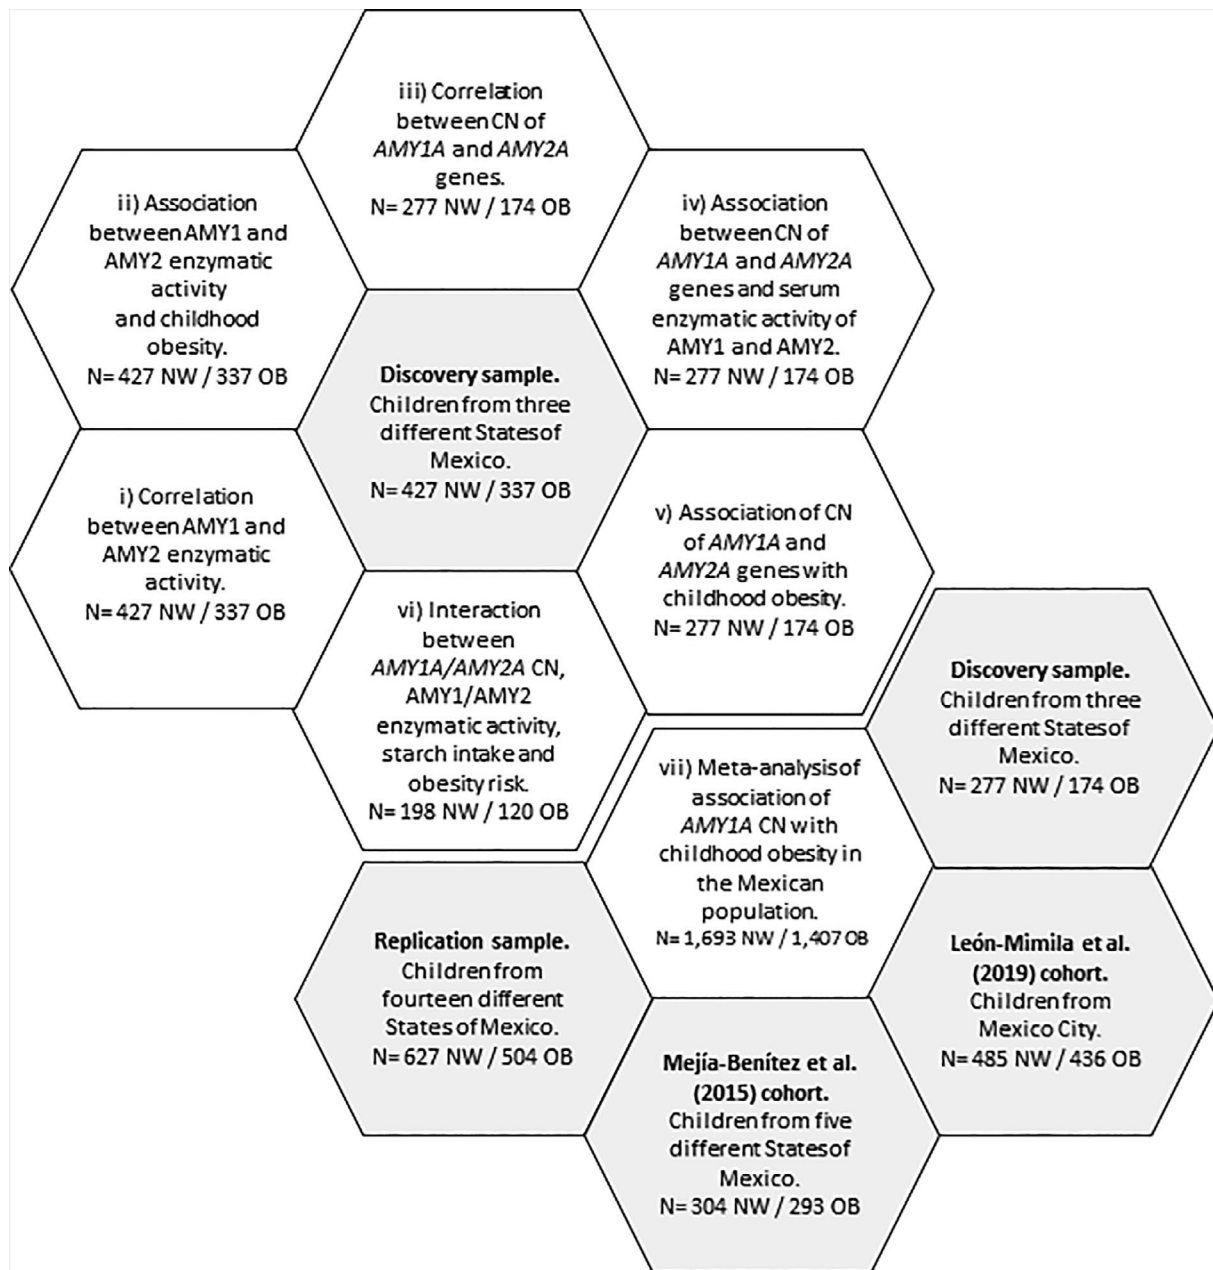 iii) Correlation
between CN of
AMY1A and AMY2A
genes.
N= 277 NW / 174 OB
ii) Association
between AMY1 and
AMY2 enzymatic
activity
and childhood
obesity.
N= 427 NW / 337 OB
iv) Association
between CN of
AMY1A and AMY2A
genes and serum
enzymatic activity of
AMY1 and AMY2.
N= 277 NW / 174 OB
Discovery sample.
Children from three
different States of
Mexico.
N= 427 NW / 337 OB
i) Correlation
between AMY1 and
AMY2 enzymatic
activity.
N= 427 NW / 337 OB
v) Association of CN
of AMY1A and
AMY2A genes with
childhood obesity.
N= 277 NW / 174 OB
vi) Interaction
between
AMY1A/AMY2A CN,
AMY1/AMY2
enzymatic activity,
starch intake and
obesity risk.
N= 198 NW / 120 OB
Discovery sample.
Children from three
different States of
Mexico.
N= 277 NW / 174 OB
vii) Meta-analysis of
association of
AMY1A CN with
childhood obesity in
the Mexican
population.
N= 1,693 NW / 1,407 OB
Replication sample.
Children from
fourteen different
States of Mexico.
N= 627 NW / 504 OB
León-Mimila et al.
(2019) cohort.
Children from
Mexico City.
N= 485 NW / 436 OB
Mejía-Benítez et al.
(2015) cohort.
Children from five
different States of
Mexico.
N= 304 NW / 293 OB